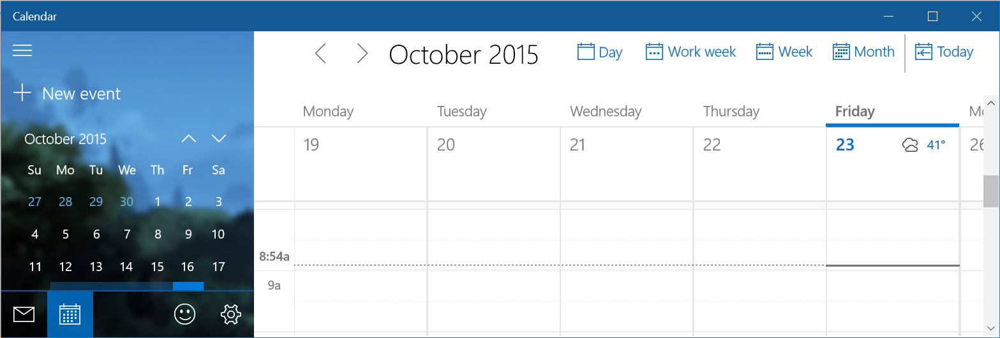 Calendar
New event
October 2015
Su Mo Tu We Th Fr Sa
27 28 29 30 1 2 3
4 5 6 7 8 9 10
11 12 13 14 15 16 17
October 2015
Day Work week Week Month Today
Monday Tuesday Wednesday Thursday Friday
19 20 21 22 23 41° 26
8:54a
9a